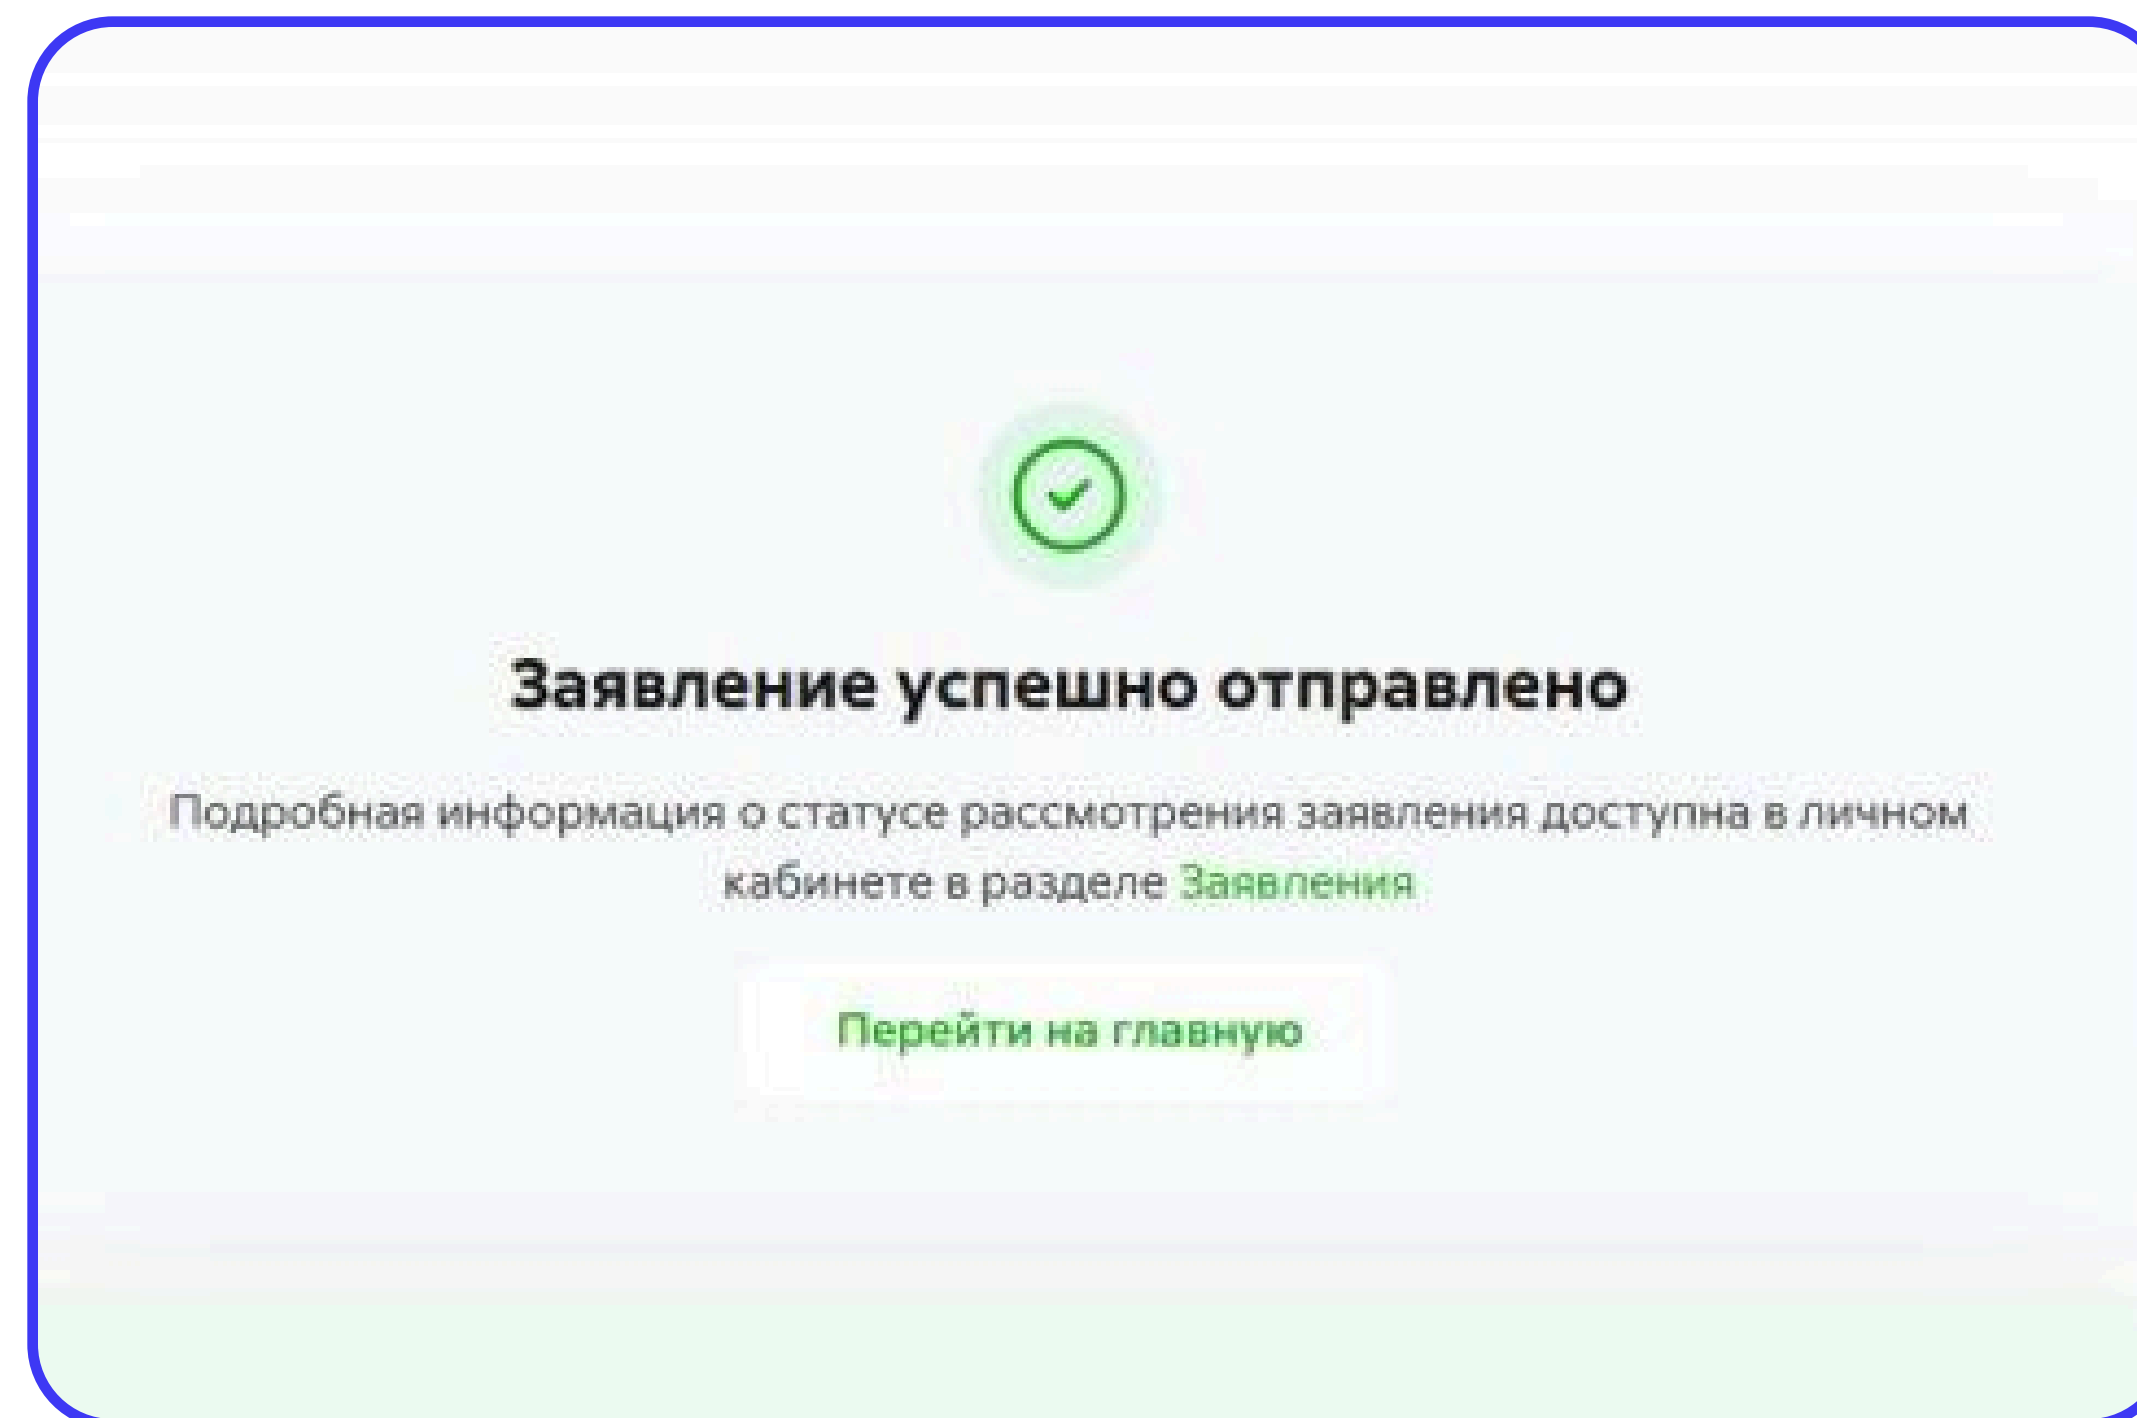 Заявление успешно отправлено
Подробная информация о статусе рассмотрения заявления доступна в личном
кабинете в разделе Заявления
Перейти на главную